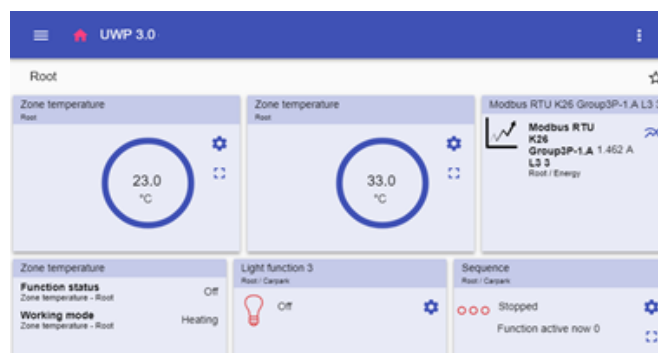 UWP 3.0
Root
Zone temperature
Root
23.0
°C
Zone temperature
Root
33.0
°C
Modbus RTU K26 Group3P-1.A L3
Modbus RTU
K26
Group3P-1.A 1.462 A
L3 3
Root / Energy
Zone temperature
Function status
Zone temperature - Root
Off
Working mode
Zone temperature - Root
Heating
Light function 3
Root / Carpark
Off
Sequence
Root / Carpark
Stopped
Function active now 0